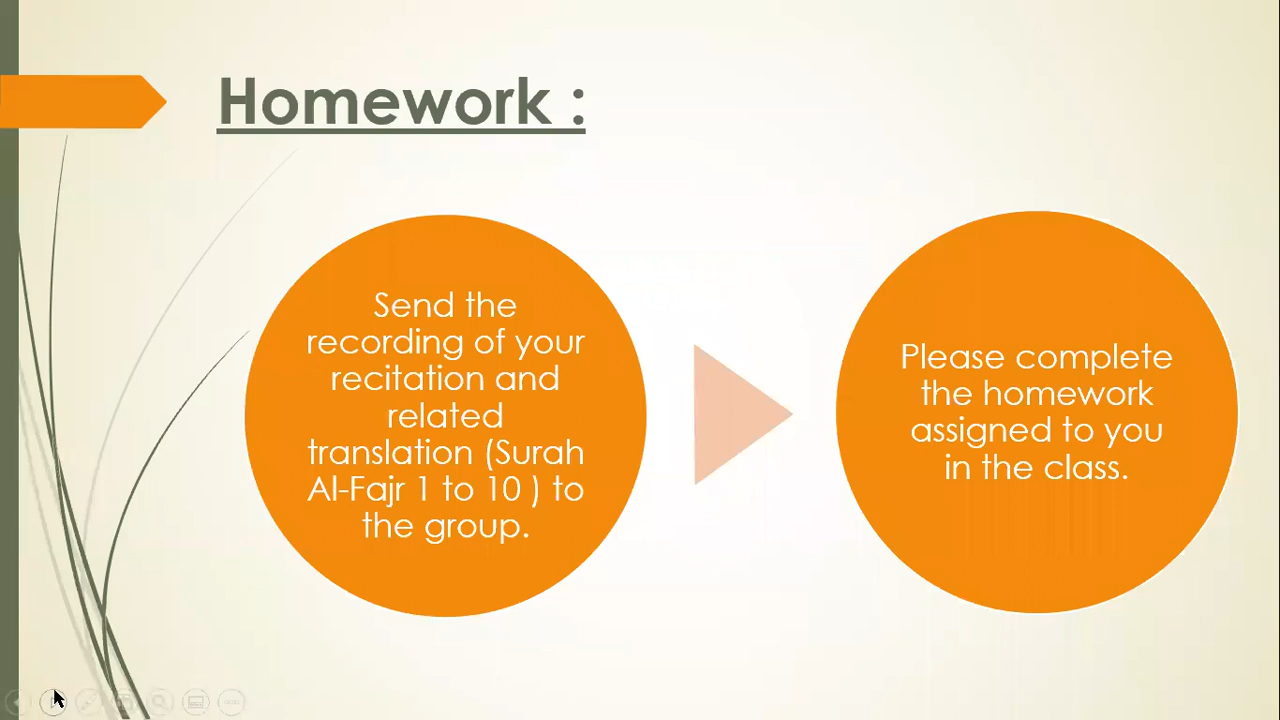 Homework :
Send the
recording of your
recitation and
related
translation (Surah
Al-Fajr 1 to 10 ) to
the group.
Please complete
the homework
assigned to you
in the class.